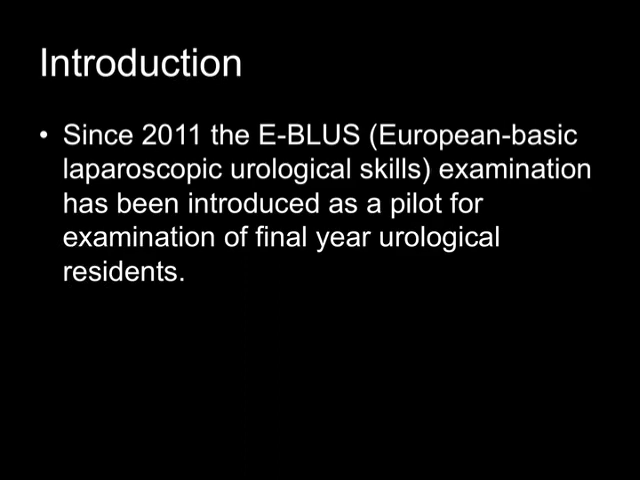 Introduction
• Since 2011 the E-BLUS (European-basic
laparoscopic urological skills) examination
has been introduced as a pilot for
examination of final year urological
residents.